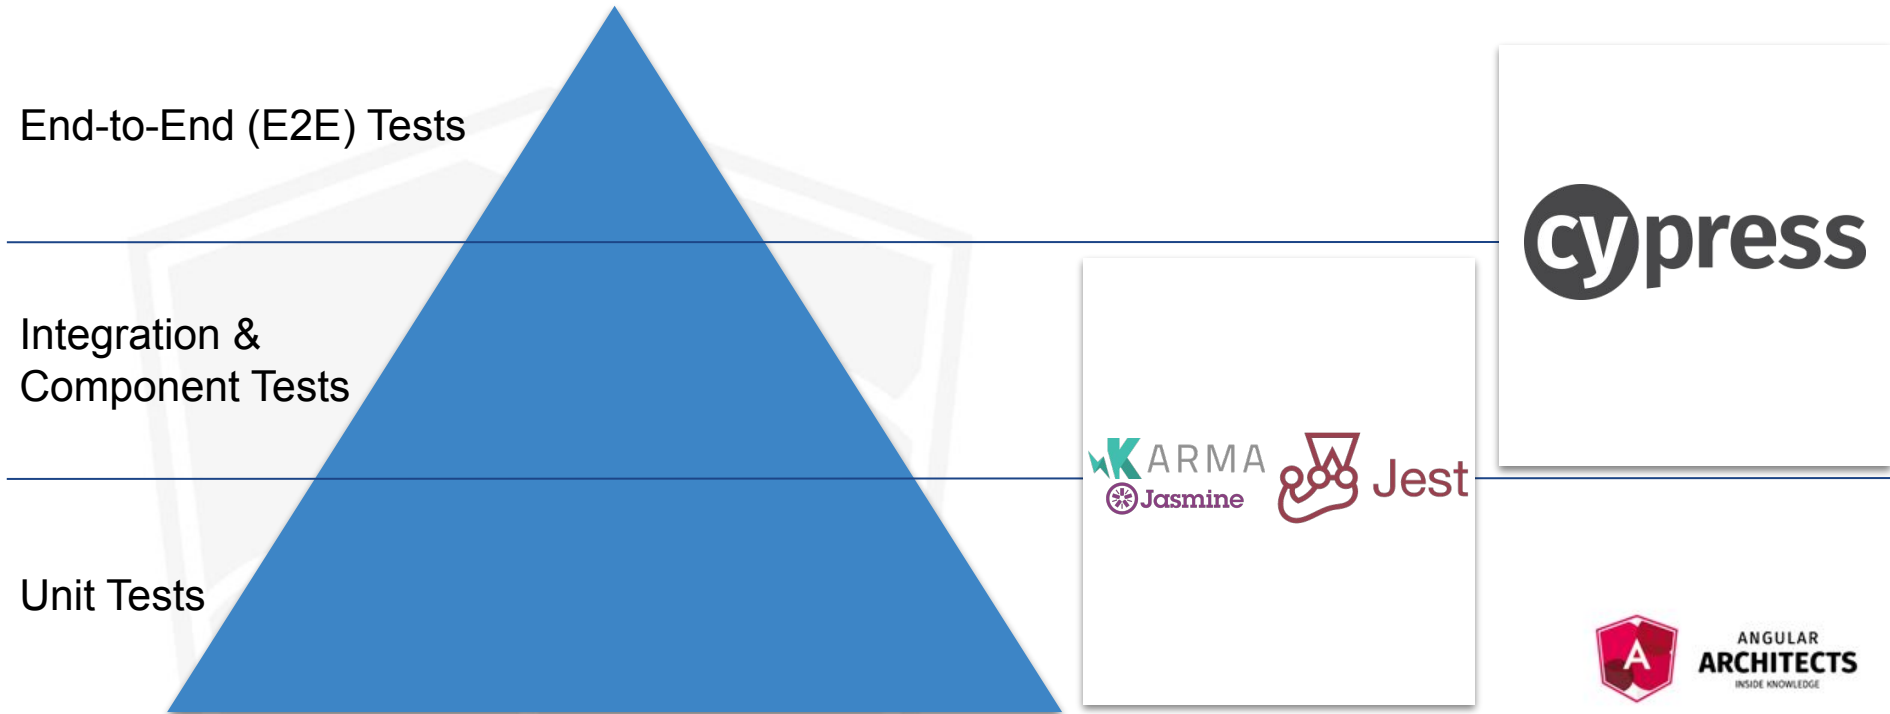 End-to-End (E2E) Tests
cypress
Integration &
Component Tests
KARMA
Jasmine
Jest
Unit Tests
A
ANGULAR
ARCHITECTS
INSIDE KNOWLEDGE